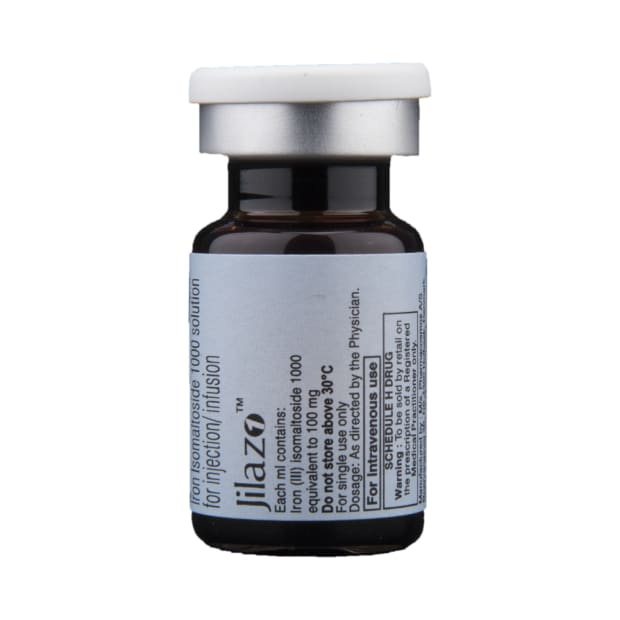 Iron Isomaltoside 1000 solution
for injection/ infusion
Jilazo™
Each ml contains:
Iron (III) Isomaltoside 1000
equivalent to 100 mg
Do not store above 30°C
For single use only
Dosage: As directed by the Physician.
For Intravenous use
SCHEDULE H DRUG
Warning : To be sold by retail on
the prescription of a Registered
Medical Practitioner only.